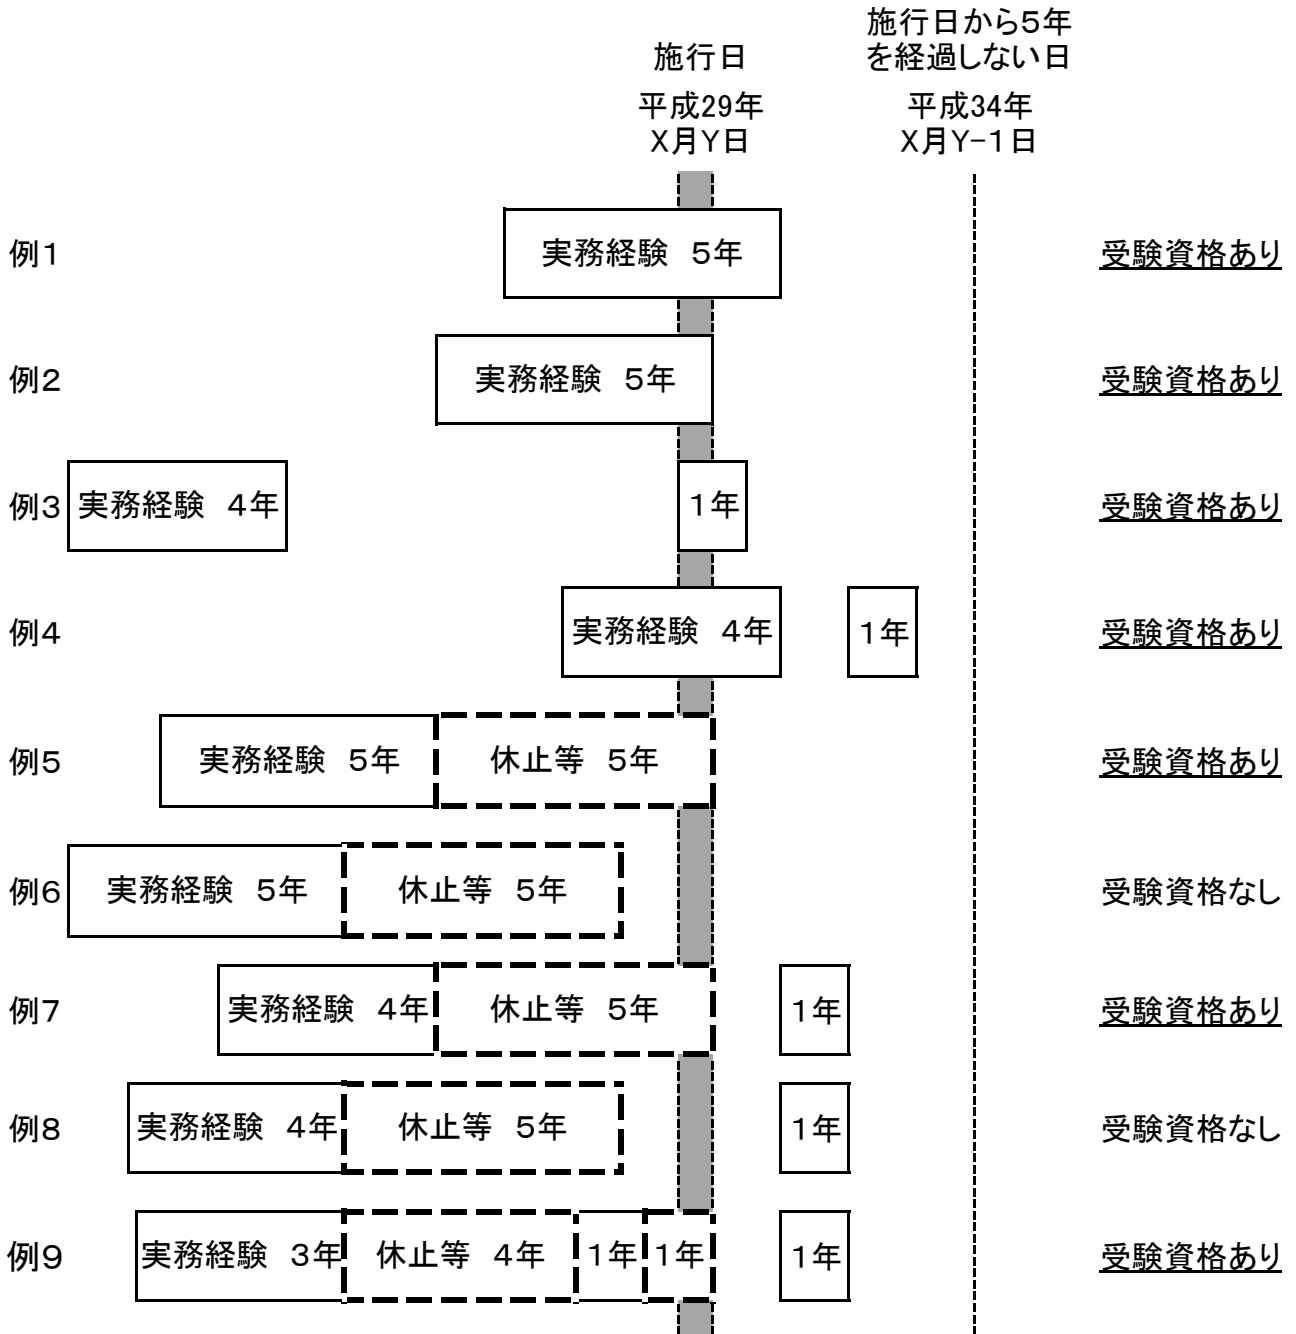 施行日
平成29年
X月Y日
施行日から5年
を経過しない日
平成34年
X月Y-1日
例1 実務経験 5年 受験資格あり
例2 実務経験 5年 受験資格あり
例3 実務経験 4年 1年 受験資格あり
例4 実務経験 4年 1年 受験資格あり
例5 実務経験 5年 休止等 5年 受験資格あり
例6 実務経験 5年 休止等 5年 受験資格なし
例7 実務経験 4年 休止等 5年 1年 受験資格あり
例8 実務経験 4年 休止等 5年 1年 受験資格なし
例9 実務経験 3年 休止等 4年 1年 1年 1年 受験資格あり